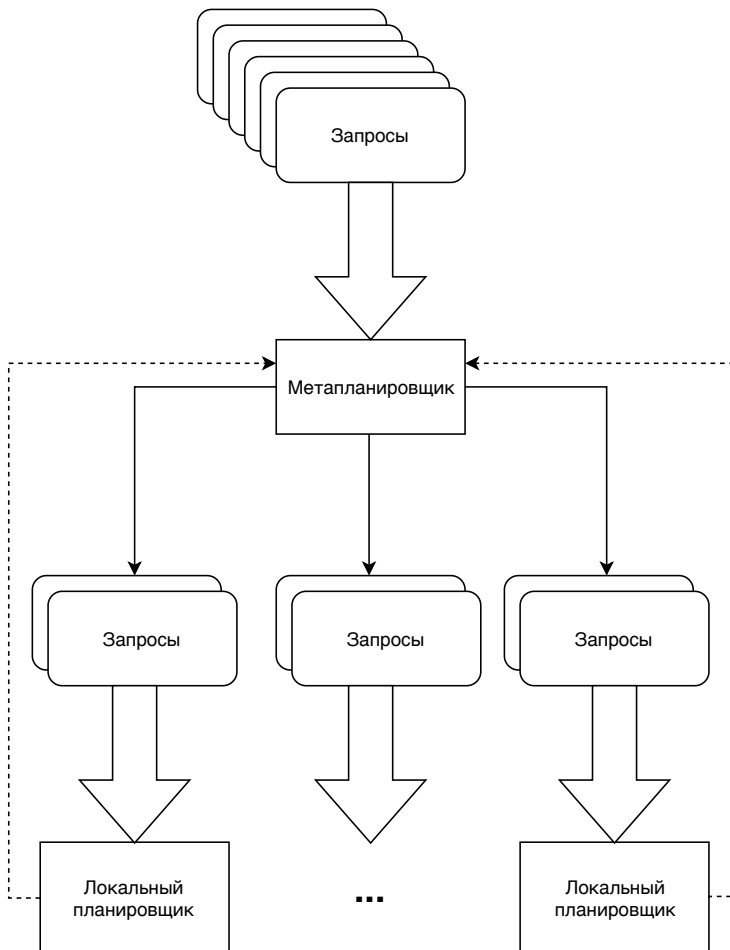 Запросы
Метапланировщик
Запросы
Запросы
Запросы
Локальный
планировщик
...
Локальный
планировщик